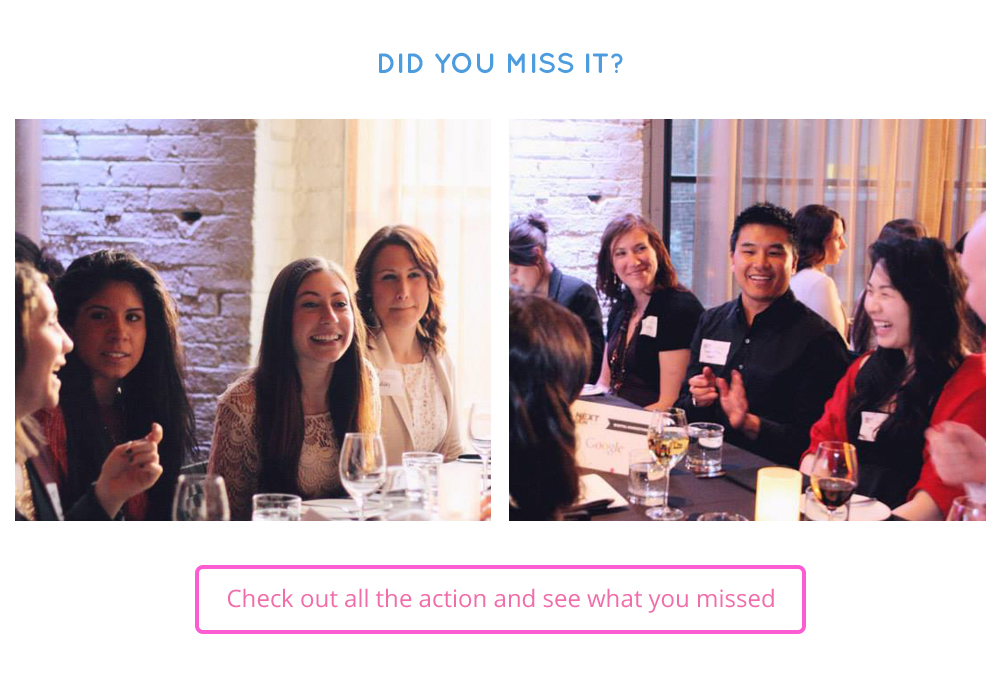 DID YOU MISS IT?
NEXT
Google
Check out all the action and see what you missed